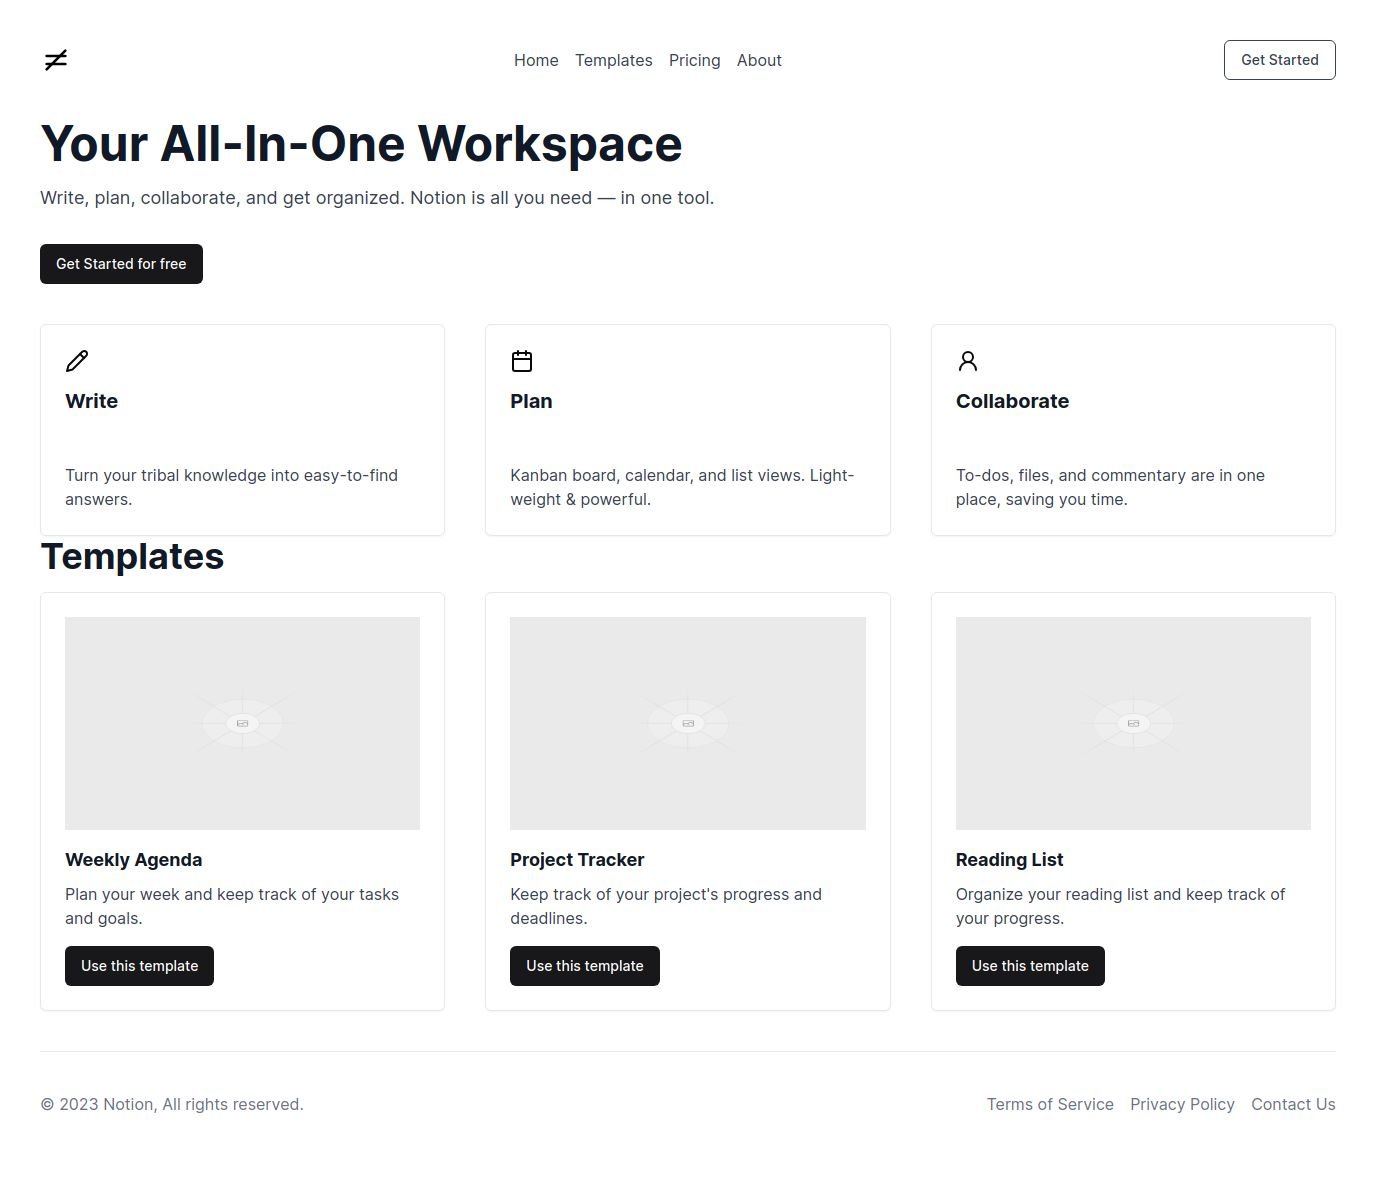 Home Templates Pricing About
Get Started
Your All-In-One Workspace
Write, plan, collaborate, and get organized. Notion is all you need — in one tool.
Get Started for free
Write
Turn your tribal knowledge into easy-to-find
answers.
Plan
Kanban board, calendar, and list views. Light-
weight & powerful.
Collaborate
To-dos, files, and commentary are in one
place, saving you time.
Templates
Weekly Agenda
Plan your week and keep track of your tasks
and goals.
Use this template
Project Tracker
Keep track of your project's progress and
deadlines.
Use this template
Reading List
Organize your reading list and keep track of
your progress.
Use this template
© 2023 Notion, All rights reserved.
Terms of Service Privacy Policy Contact Us